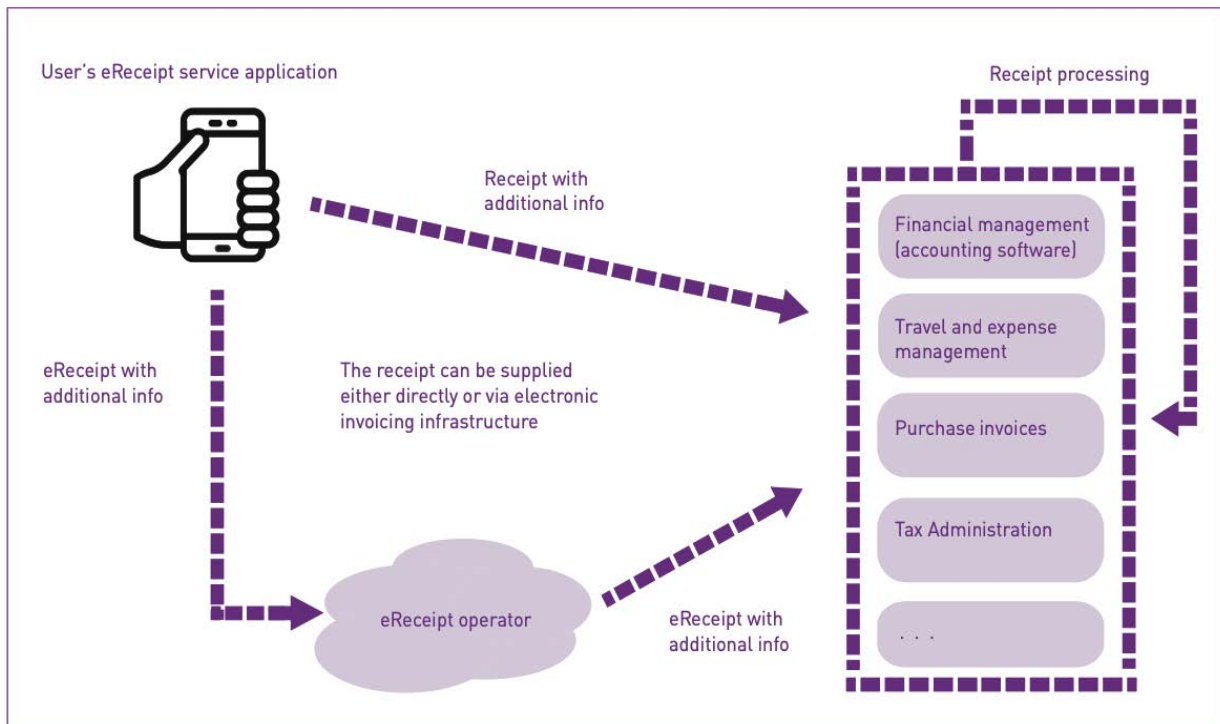 User's eReceipt service application
Receipt processing
Receipt with
additional info
Financial management
(accounting software)
Travel and expense
management
eReceipt with
additional info
The receipt can be supplied
either directly or via electronic
invoicing infrastructure
Purchase invoices
Tax Administration
eReceipt operator
eReceipt with
additional info
. . .